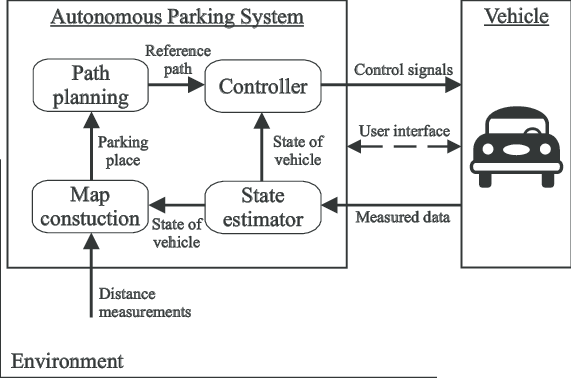 Autonomous Parking System
Vehicle
Path
planning
Reference
path
Controller
Control signals
Parking
place
State of
vehicle
User interface
Map
constuction
State of
vehicle
State
estimator
Measured data
Distance
measurements
Environment